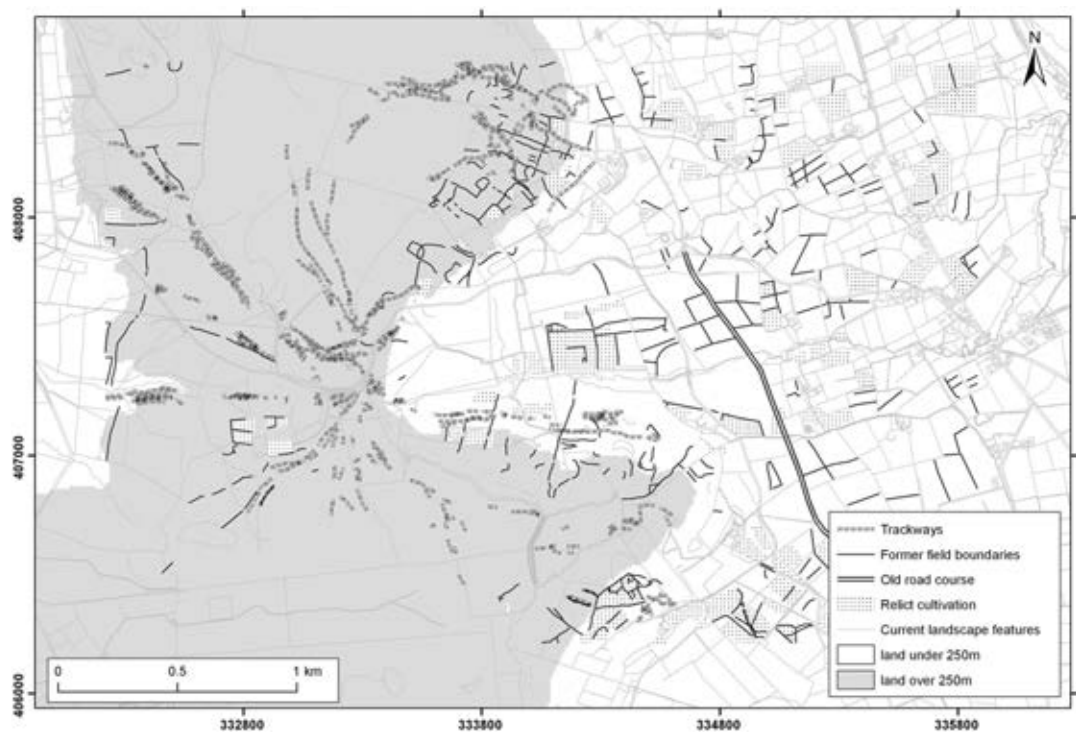 N
408000
407000
406000
Trackways
Former field boundaries
Old road course
Relict cultivation
Current landscape features
land under 250m
land over 250m
0 0.5 1 km
332800 333800 334800 335800